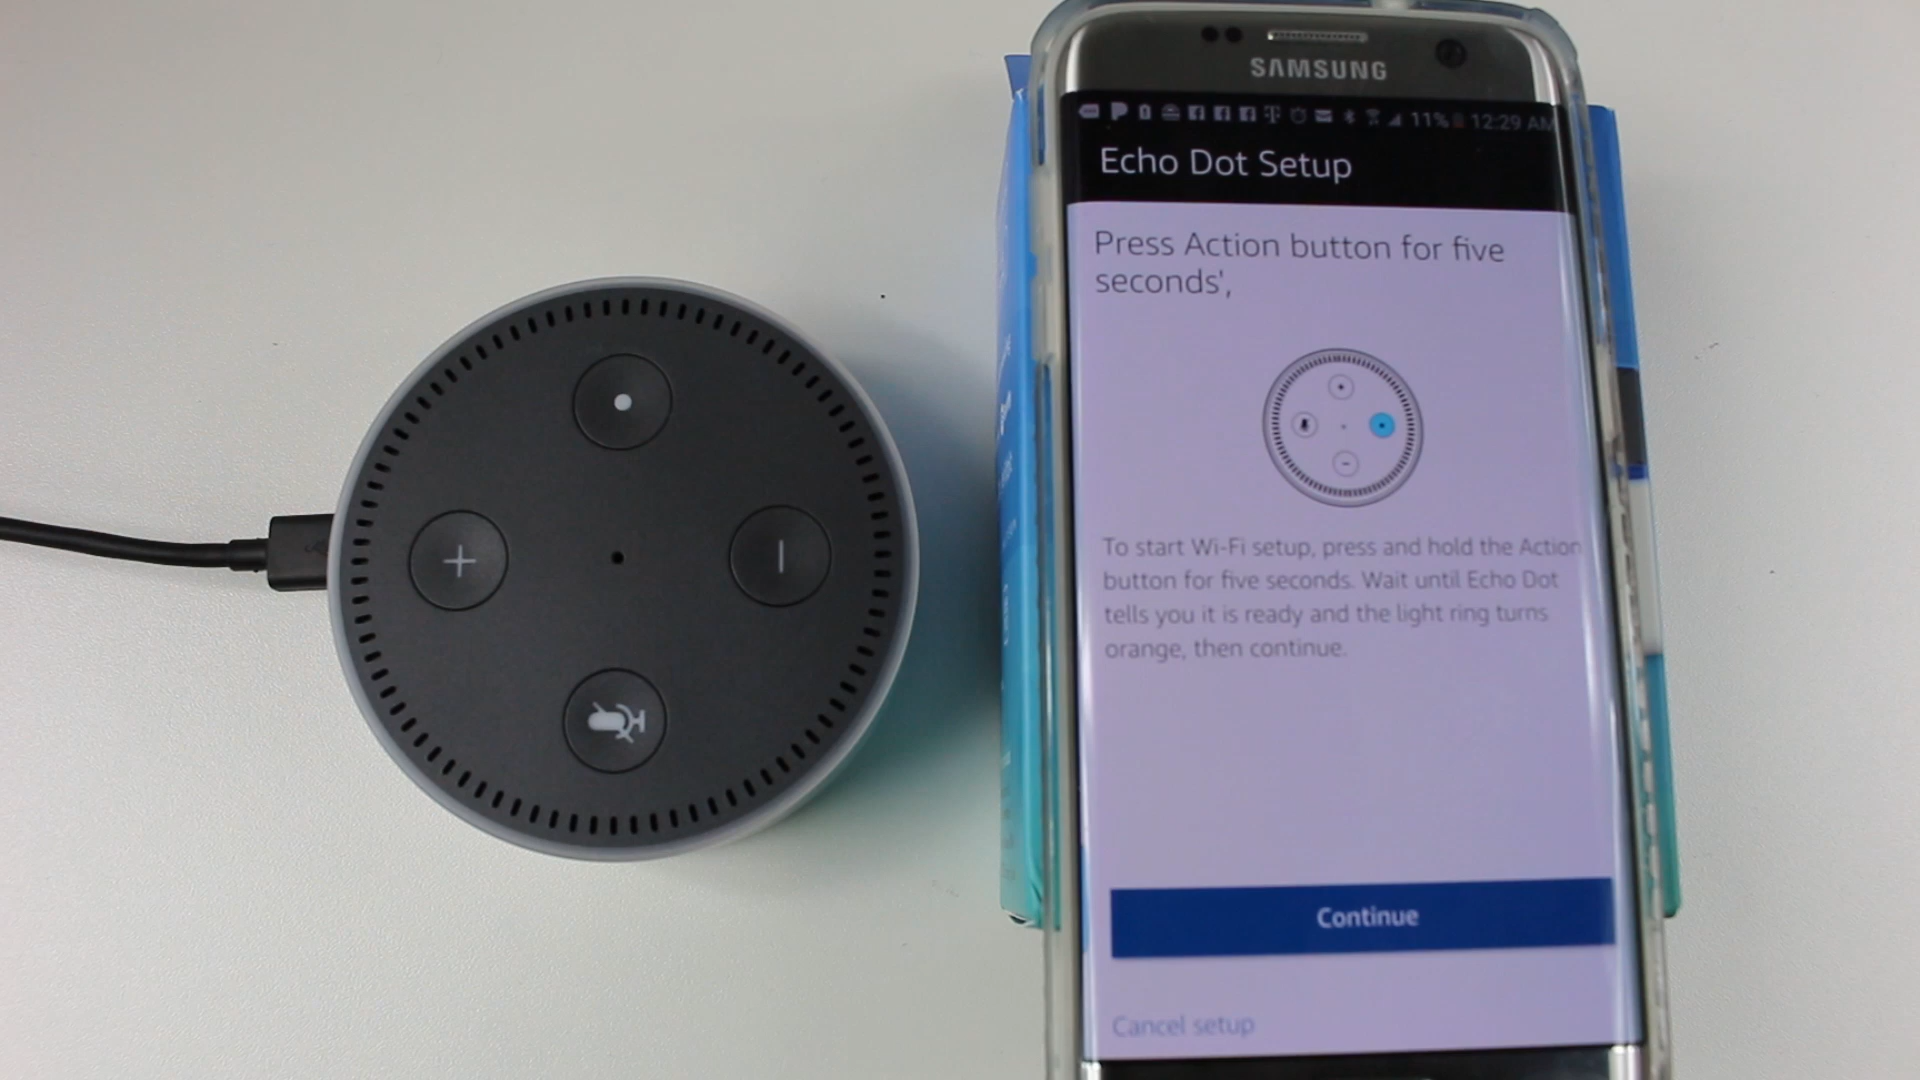 SAMSUNG
11% 12:29 AM
Echo Dot Setup
Press Action button for five
seconds',
To start Wi-Fi setup, press and hold the Action
button for five seconds. Wait until Echo Dot
tells you it is ready and the light ring turns
orange, then continue.
Continue
Cancel setup